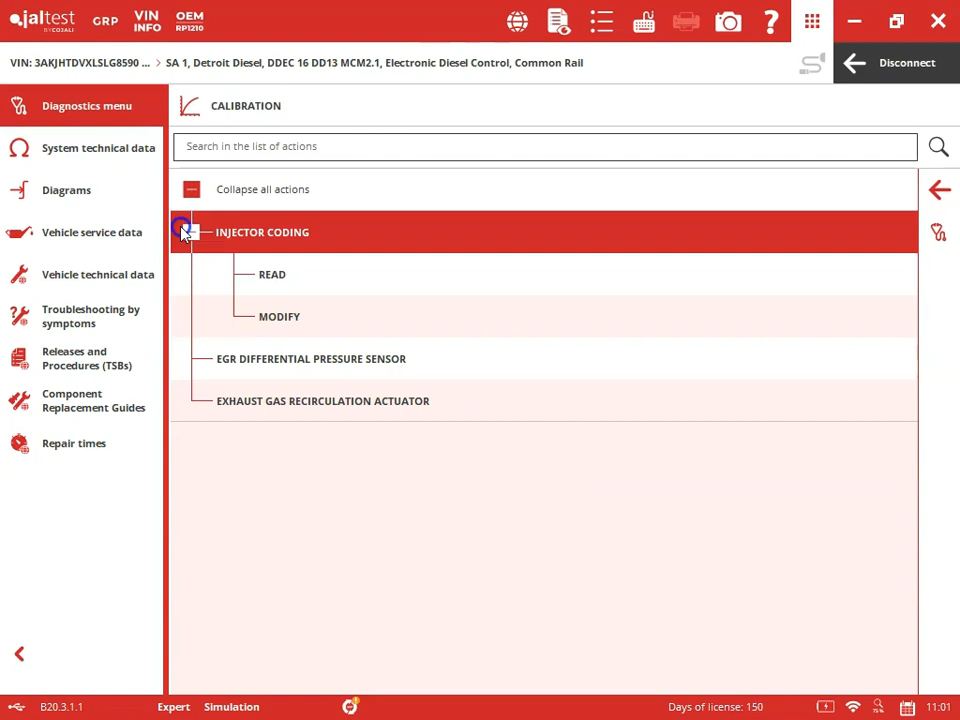 jaltest
BY COJALI
GRP
VIN
INFO
OEM
RP1210
VIN: 3AKJHTDVXLSLG8590 ... > SA 1, Detroit Diesel, DDEC 16 DD13 MCM2.1, Electronic Diesel Control, Common Rail
Disconnect
Diagnostics menu
CALIBRATION
Search in the list of actions
System technical data
Collapse all actions
Diagrams
INJECTOR CODING
Vehicle service data
READ
Vehicle technical data
MODIFY
Troubleshooting by
symptoms
EGR DIFFERENTIAL PRESSURE SENSOR
Releases and
Procedures (TSBs)
EXHAUST GAS RECIRCULATION ACTUATOR
Component
Replacement Guides
Repair times
B20.3.1.1
Expert
Simulation
Days of license: 150
75%
11:01